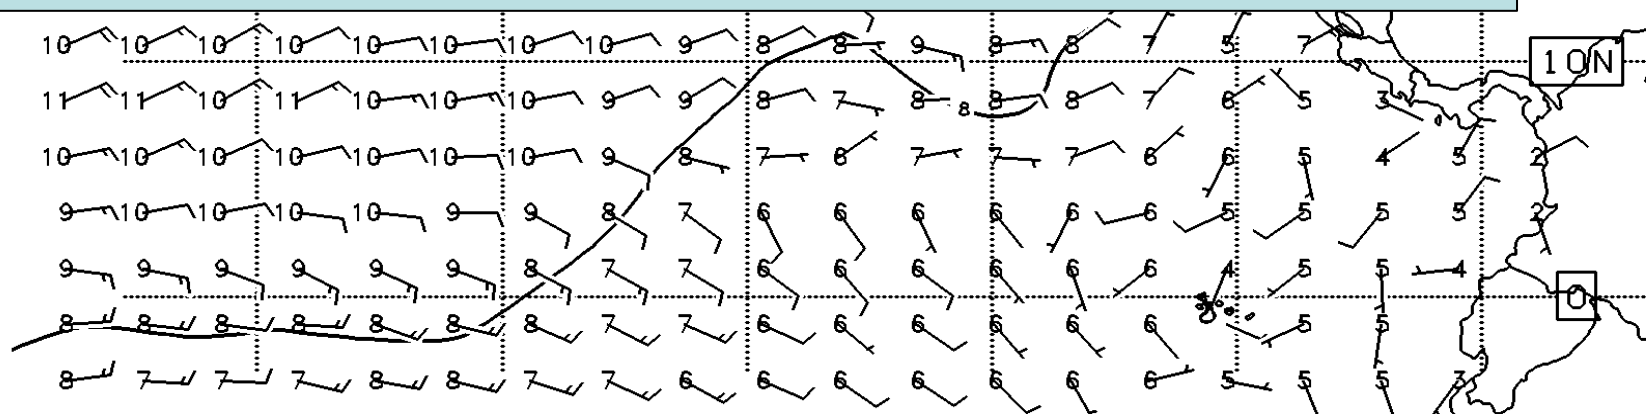 10 10 10 10 10 10 10 10 9 8 8 9 8 8 7 5 7
10N
11 11 10 11 10 10 10 9 9 8 7 8 8 8 7 6 5 3
8
10 10 10 10 10 10 10 9 8 7 6 7 7 7 6 6 5 4 5 2
9 10 10 10 10 9 9 8 7 6 6 6 6 6 6 5 5 5 5 2
9 9 9 9 9 9 8 7 7 6 6 6 6 6 6 4 5 5 4
0
8 8 8 8 8 8 8 7 7 6 6 6 6 6 6 5 5
8 7 7 7 8 8 7 7 6 6 6 6 6 6 6 5 5 5 3